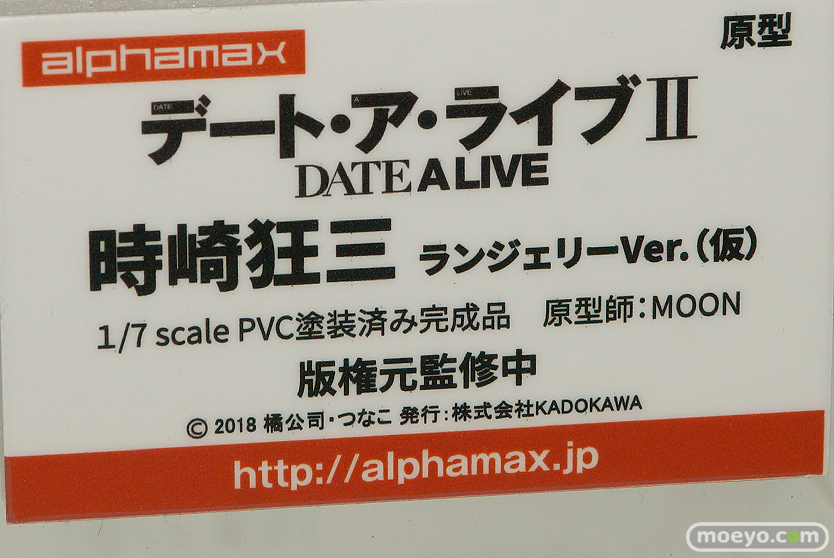 alphamax
原型
デート・ア・ライブⅡ
DATE A LIVE
DATE A LIVE
時崎狂三 ランジェリーVer.(仮)
1/7 scale PVC塗装済み完成品 原型師:MOON
版権元監修中
© 2018 橘公司・つなこ 発行:株式会社KADOKAWA
http://alphamax.jp
moeyo.com